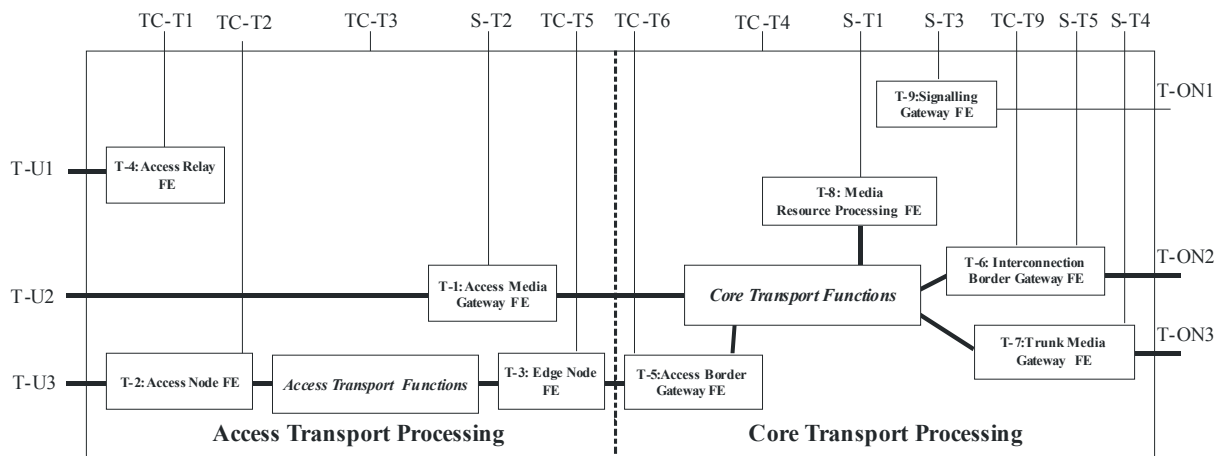 TC-T1
TC-T2
TC-T3
S-T2
TC-T5
TC-T6
TC-T4
S-T1
S-T3
TC-T9
S-T5
S-T4
T-9:Signalling
Gateway FE
T-ON1
T-U1
T-4: Access Relay
FE
T-8: Media
Resource Processing FE
T-U2
T-1: Access Media
Gateway FE
Core Transport Functions
T-6: Interconnection
Border Gateway FE
T-ON2
T-7:Trunk Media
Gateway FE
T-ON3
T-U3
T-2: Access Node FE
Access Transport Functions
T-3: Edge Node
FE
T-5:Access Border
Gateway FE
Access Transport Processing
Core Transport Processing